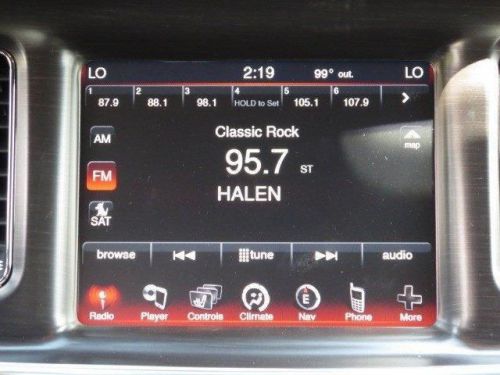 LO 2:19 99° out. LO
1 2 3 4 5 6
87.9 88.1 98.1 HOLD to Set 105.1 107.9
AM Classic Rock map
FM 95.7 ST
HALEN
SAT
browse tune audio
E
Radio Player Controls Climate Nav Phone More